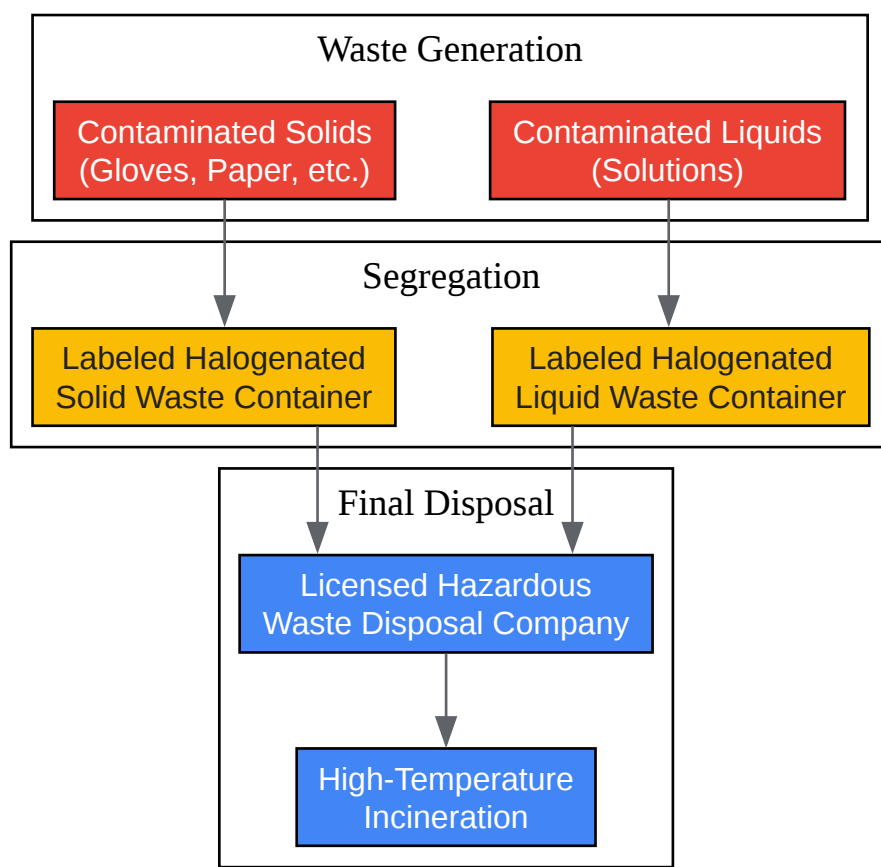 Waste Generation
Contaminated Solids
(Gloves, Paper, etc.)
Contaminated Liquids
(Solutions)
Segregation
Labeled Halogenated
Solid Waste Container
Labeled Halogenated
Liquid Waste Container
Final Disposal
Licensed Hazardous
Waste Disposal Company
High-Temperature
Incineration